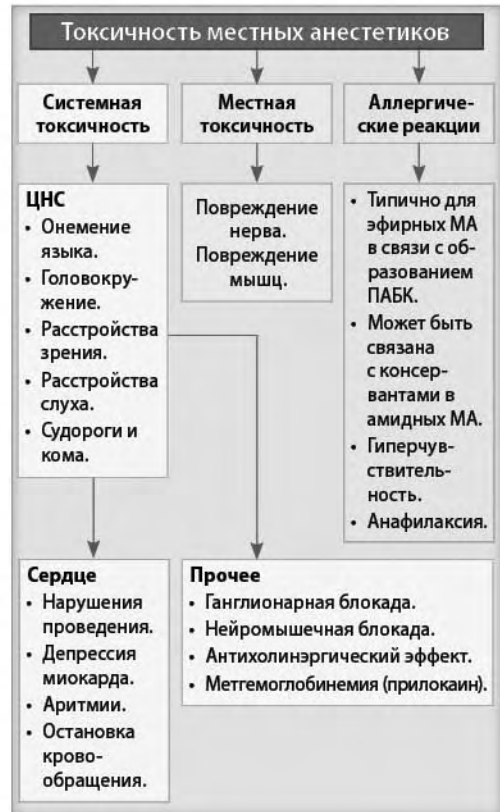 Токсичность местных анестетиков
Системная
токсичность
Местная
токсичность
Аллергиче-
ские реакции
ЦНС
• Онемение
языка.
• Головокру-
жение.
• Расстройства
зрения.
• Расстройства
слуха.
• Судороги и
кома.
Повреждение
нерва.
Повреждение
мышц.
• Типично для
эфирных МА
в связи с об-
разованием
ПАБК.
• Может быть
связана
с консер-
вантами в
амидных МА.
• Гиперчув-
ствитель-
ность.
• Анафилаксия.
Сердце
• Нарушения
проведения.
• Депрессия
миокарда.
• Аритмии.
• Остановка
крово-
обращения.
Прочее
• Ганглионарная блокада.
• Нейромышечная блокада.
• Антихолинэргический эффект.
• Метгемоглобинемия (прилокаин).